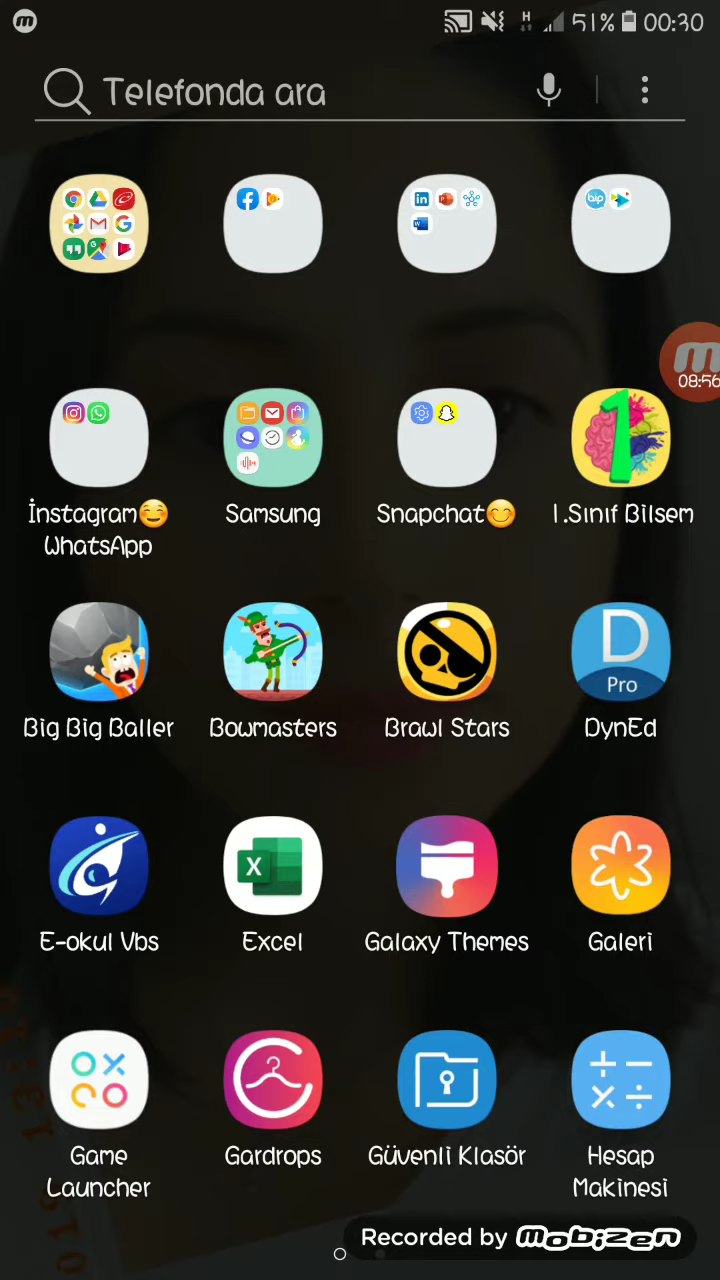 51% 00:30
Telefonda ara
bip
08:56
İnstagram😊 WhatsApp
Samsung
Snapchat😊
1.Sınıf Bilsem
Big Big Baller
Bowmasters
Brawl Stars
D
Pro
DynEd
E-okul Vbs
Excel
Galaxy Themes
Galeri
Game
Launcher
Gardrops
Güvenli Klasör
Hesap
Makinesi
Recorded by mobizen